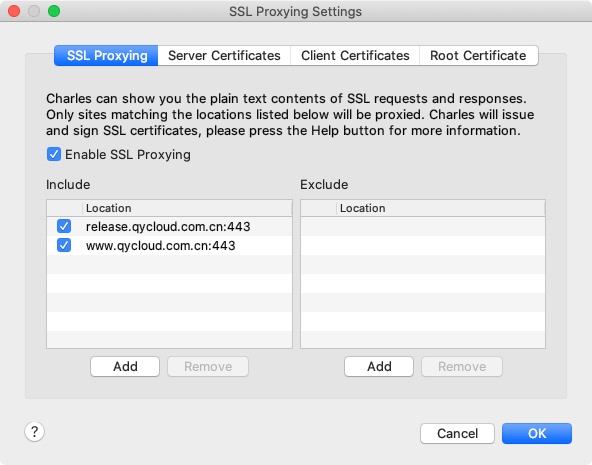 SSL Proxying Settings
SSL Proxying Server Certificates Client Certificates Root Certificate
Charles can show you the plain text contents of SSL requests and responses.
Only sites matching the locations listed below will be proxied. Charles will issue
and sign SSL certificates, please press the Help button for more information.
Enable SSL Proxying
Include Exclude
Location Location
release.qycloud.com.cn:443
www.qycloud.com.cn:443
Add Remove Add Remove
? Cancel OK